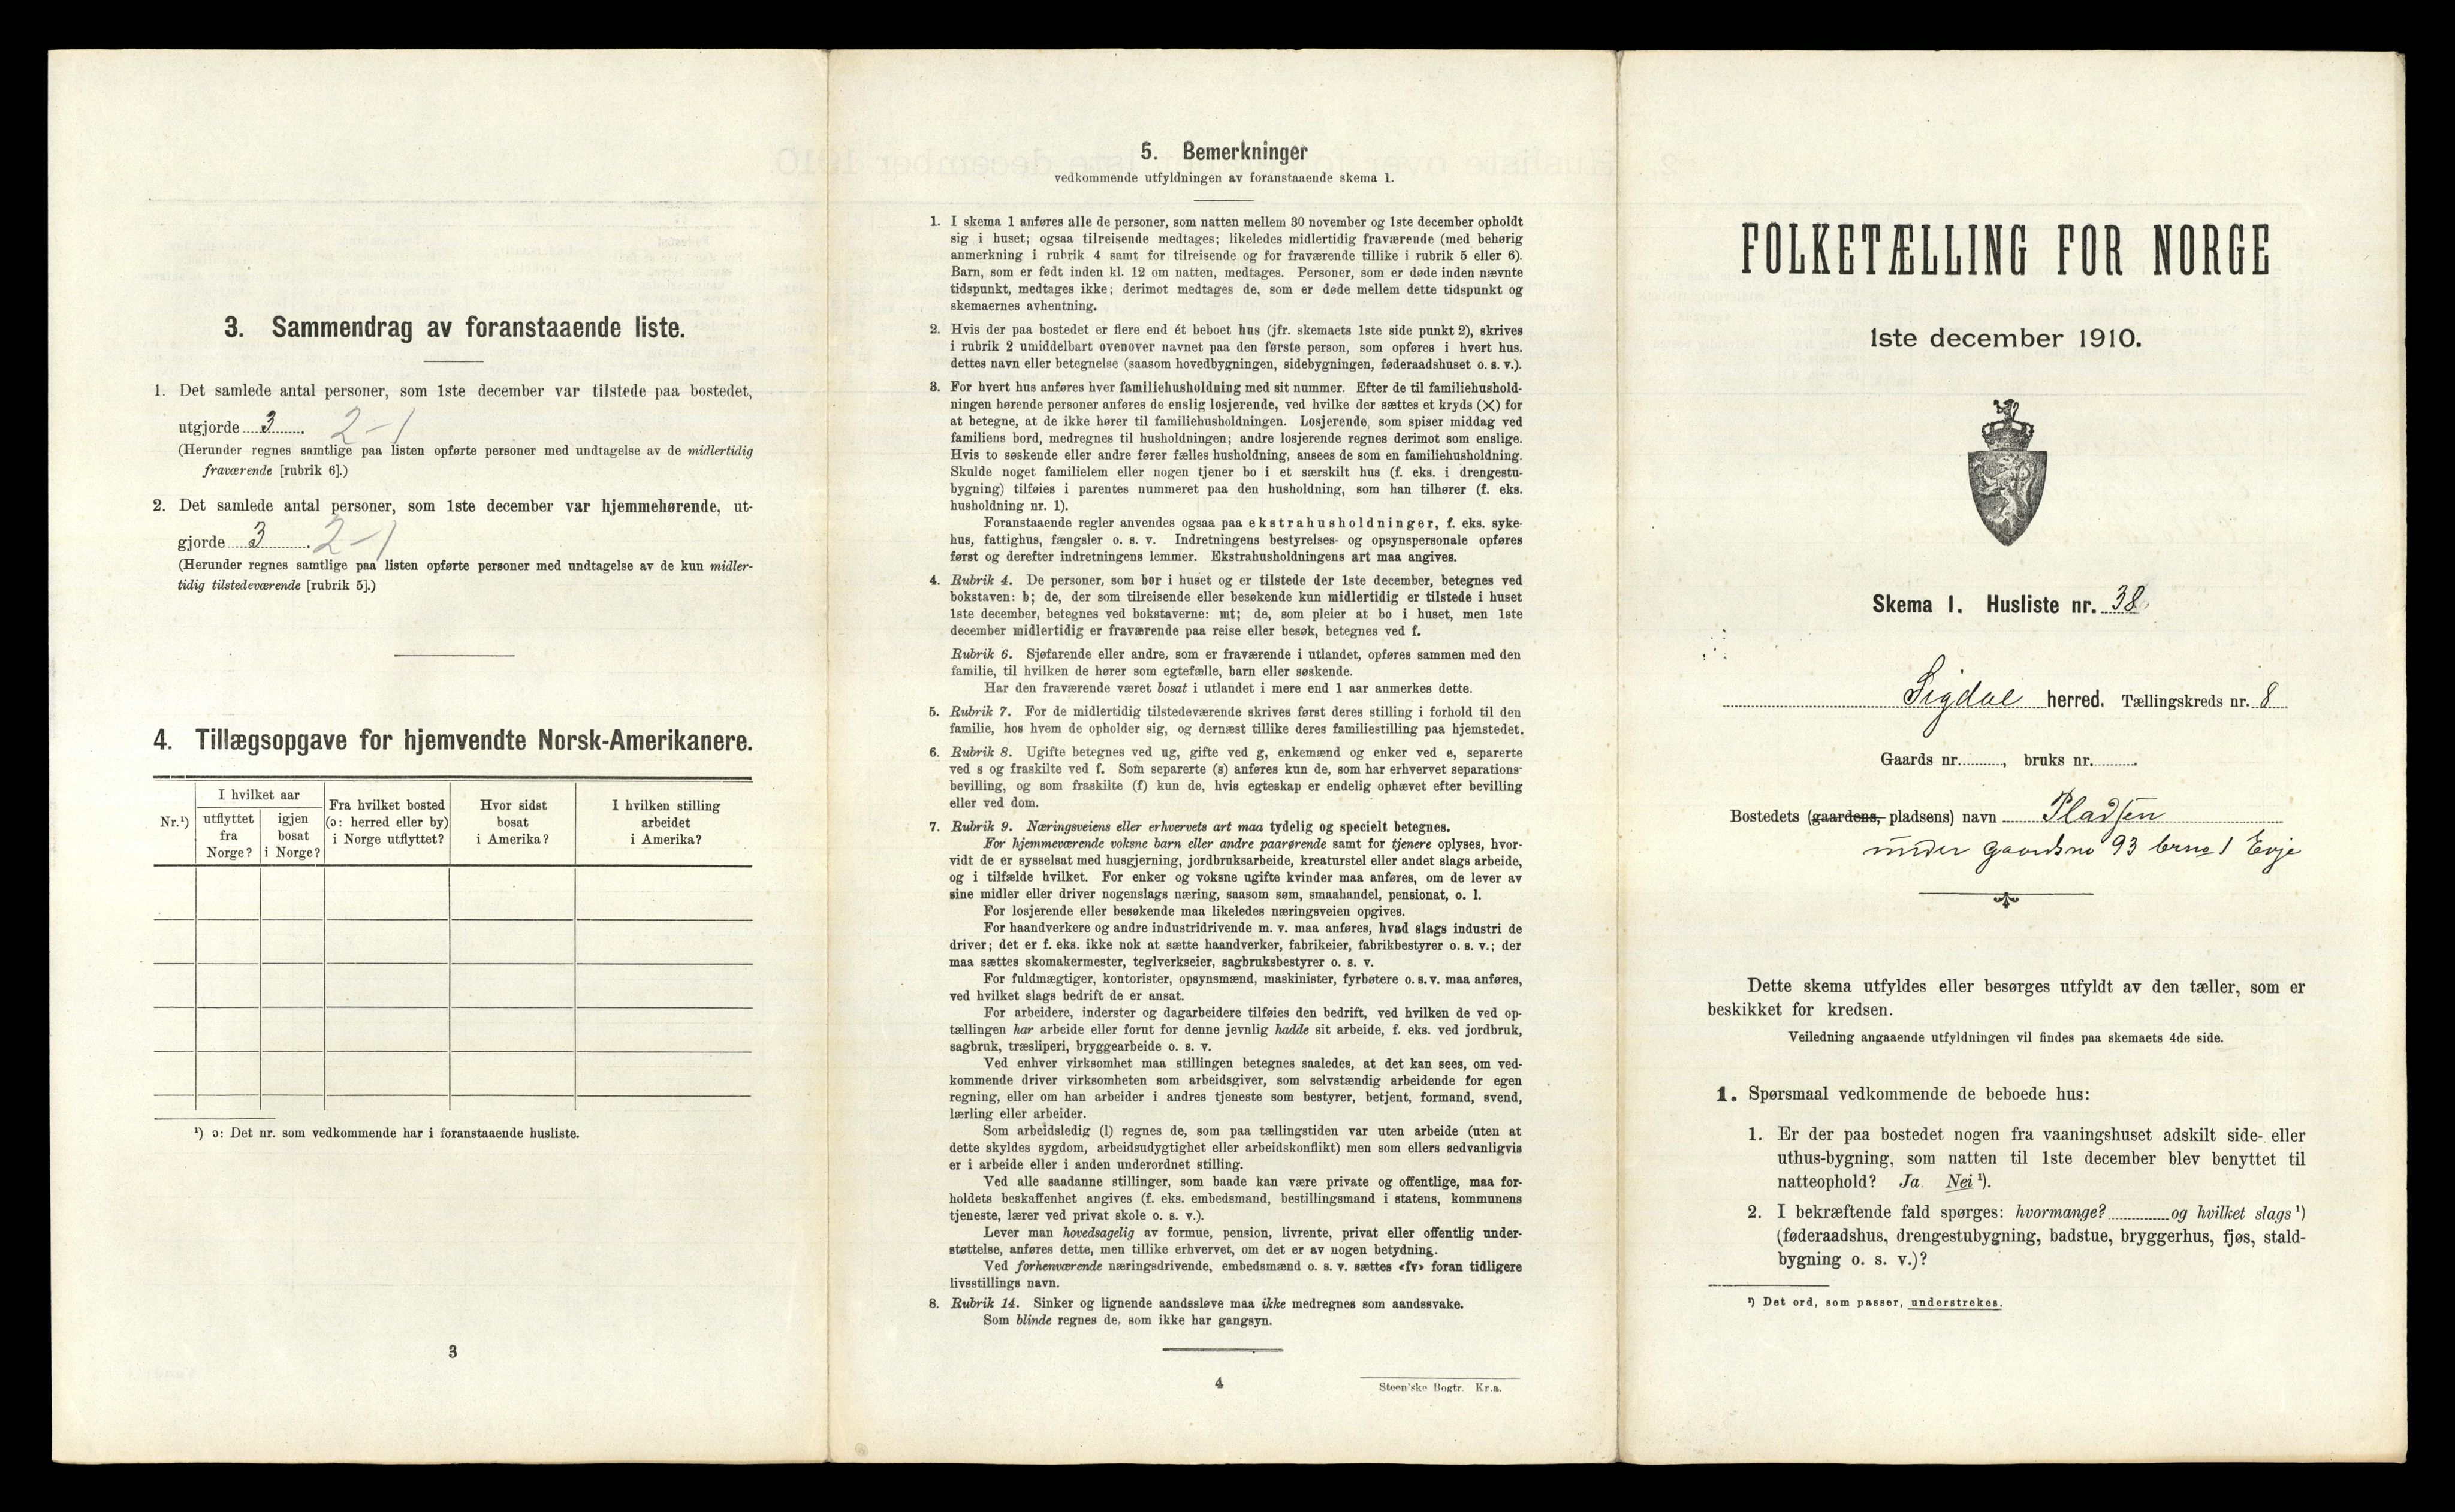 3. Sammendrag av foranstaaende liste.
1. Det samlede antal personer, som 1ste december var tilstede paa bostedet,
utgjorde 3. 2-1
(Herunder regnes samtlige paa listen opførte personer med undtagelse av de midlertidig
fraværende [rubrik 6].)
2. Det samlede antal personer, som 1ste december var hjemmehørende, ut-
gjorde 3. 2-1
(Herunder regnes samtlige paa listen opførte personer med undtagelse av de kun midler-
tidig tilstedeværende [rubrik 5].)
4. Tillægsopgave for hjemvendte Norsk-Amerikanere.
Nr.¹)
I hvilket aar
utflyttet
fra
Norge?
igjen
bosat
i Norge?
Fra hvilket bosted
(ɔ: herred eller by)
i Norge utflyttet?
Hvor sidst
bosat
i Amerika?
I hvilken stilling
arbeidet
i Amerika?
¹) ɔ: Det nr. som vedkommende har i foranstaaende husliste.
3
5. Bemerkninger
vedkommende utfyldningen av foranstaaende skema 1.
1. I skema 1 anføres alle de personer, som natten mellem 30 november og 1ste december opholdt
sig i huset; ogsaa tilreisende medtages; likeledes midlertidig fraværende (med behørig
anmerkning i rubrik 4 samt for tilreisende og for fraværende tillike i rubrik 5 eller 6).
Barn, som er født inden kl. 12 om natten, medtages. Personer, som er døde inden nævnte
tidspunkt, medtages ikke; derimot medtages de, som er døde mellem dette tidspunkt og
skemaernes avhentning.
2. Hvis der paa bostedet er flere end ét beboet hus (jfr. skemaets 1ste side punkt 2), skrives
i rubrik 2 umiddelbart ovenover navnet paa den første person, som opføres i hvert hus.
dettes navn eller betegnelse (saasom hovedbygningen, sidebygningen, føderaadshuset o. s. v.).
3. For hvert hus anføres hver familiehusholdning med sit nummer. Efter de til familiehushold-
ningen hørende personer anføres de enslig losjerende, ved hvilke der sættes et kryds (×) for
at betegne, at de ikke hører til familiehusholdningen. Losjerende, som spiser middag ved
familiens bord, medregnes til husholdningen; andre losjerende regnes derimot som enslige.
Hvis to søskende eller andre fører fælles husholdning, ansees de som en familiehusholdning.
Skulde noget familielem eller nogen tjener bo i et særskilt hus (f. eks. i drengestu-
bygning) tilføies i parentes nummeret paa den husholdning, som han tilhører (f. eks.
husholdning nr. 1).
Foranstaaende regler anvendes ogsaa paa ekstrahusholdninger, f. eks. syke-
hus, fattighus, fængsler o. s. v. Indretningens bestyrelses- og opsynspersonale opføres
først og derefter indretningens lemmer. Ekstrahusholdningens art maa angives.
4. Rubrik 4. De personer, som bor i huset og er tilstede der 1ste december, betegnes ved
bokstaven: b; de, der som tilreisende eller besøkende kun midlertidig er tilstede i huset
1ste december, betegnes ved bokstaverne: mt; de, som pleier at bo i huset, men 1ste
december midlertidig er fraværende paa reise eller besøk, betegnes ved f.
Rubrik 6. Sjøfarende eller andre, som er fraværende i utlandet, opføres sammen med den
familie, til hvilken de hører som egtefælle, barn eller søskende.
Har den fraværende været bosat i utlandet i mere end 1 aar anmerkes dette.
5. Rubrik 7. For de midlertidig tilstedeværende skrives først deres stilling i forhold til den
familie, hos hvem de opholder sig, og dernæst tillike deres familiestilling paa hjemstedet.
6. Rubrik 8. Ugifte betegnes ved ug, gifte ved g, enkemænd og enker ved e, separerte
ved s og fraskilte ved f. Som separerte (s) anføres kun de, som har erhvervet separations-
bevilling, og som fraskilte (f) kun de, hvis egteskap er endelig ophævet efter bevilling
eller ved dom.
7. Rubrik 9. Næringsveiens eller erhvervets art maa tydelig og specielt betegnes.
For hjemmeværende voksne barn eller andre paarørende samt for tjenere oplyses, hvor-
vidt de er sysselsat med husgjerning, jordbruksarbeide, kreaturstel eller andet slags arbeide,
og i tilfælde hvilket. For enker og voksne ugifte kvinder maa anføres, om de lever av
sine midler eller driver nogenslags næring, saasom søm, smaahandel, pensionat, o. l.
For losjerende eller besøkende maa likeledes næringsveien opgives.
For haandverkere og andre industridrivende m. v. maa anføres, hvad slags industri de
driver; det er f. eks. ikke nok at sætte haandverker, fabrikeier, fabrikbestyrer o. s. v.; der
maa sættes skomakermester, teglverkseier, sagbruksbestyrer o. s. v.
For fuldmægtiger, kontorister, opsynsmænd, maskinister, fyrbøtere o. s. v. maa anføres,
ved hvilket slags bedrift de er ansat.
For arbeidere, inderster og dagarbeidere tilføies den bedrift, ved hvilken de ved op-
tællingen har arbeide eller forut for denne jevnlig hadde sit arbeide, f. eks. ved jordbruk,
sagbruk, træsliperi, bryggearbeide o. s. v.
Ved enhver virksomhet maa stillingen betegnes saaledes, at det kan sees, om ved-
kommende driver virksomheten som arbeidsgiver, som selvstændig arbeidende for egen
regning, eller om han arbeider i andres tjeneste som bestyrer, betjent, formand, svend,
lærling eller arbeider.
Som arbeidsledig (l) regnes de, som paa tællingstiden var uten arbeide (uten at
dette skyldes sygdom, arbeidsudygtighet eller arbeidskonflikt) men som ellers sedvanligvis
er i arbeide eller i anden underordnet stilling.
Ved alle saadanne stillinger, som baade kan være private og offentlige, maa for-
holdets beskaffenhet angives (f. eks. embedsmand, bestillingsmand i statens, kommunens
tjeneste, lærer ved privat skole o. s. v.).
Lever man hovedsagelig av formue, pension, livrente, privat eller offentlig under-
støttelse, anføres dette, men tillike erhvervet, om det er av nogen betydning.
Ved forhenværende næringsdrivende, embedsmænd o. s. v. sættes «fv» foran tidligere
livsstillings navn.
8. Rubrik 14. Sinker og lignende aandssløve maa ikke medregnes som aandssvake.
Som blinde regnes de, som ikke har gangsyn.
4
Steen'ske Bogtr. Kr.a.
FOLKETÆLLING FOR NORGE
1ste december 1910.
Skema 1. Husliste nr. 38
Sigdal herred. Tællingskreds nr. 8
Gaards nr. , bruks nr. .
Bostedets (gaardens, pladsens) navn Pladsen
under gaardsno 93 brno 1 Evje
Dette skema utfyldes eller besørges utfyldt av den tæller, som er
beskikket for kredsen.
Veiledning angaaende utfyldningen vil findes paa skemaets 4de side.
1. Spørsmaal vedkommende de beboede hus:
1. Er der paa bostedet nogen fra vaaningshuset adskilt side- eller
uthus-bygning, som natten til 1ste december blev benyttet til
natteophold? Ja. Nei ¹).
2. I bekræftende fald spørges: hvormange? og hvilket slags ¹)
(føderaadshus, drengestubygning, badstue, bryggerhus, fjøs, stald-
bygning o. s. v.)?
¹) Det ord, som passer, understrekes.